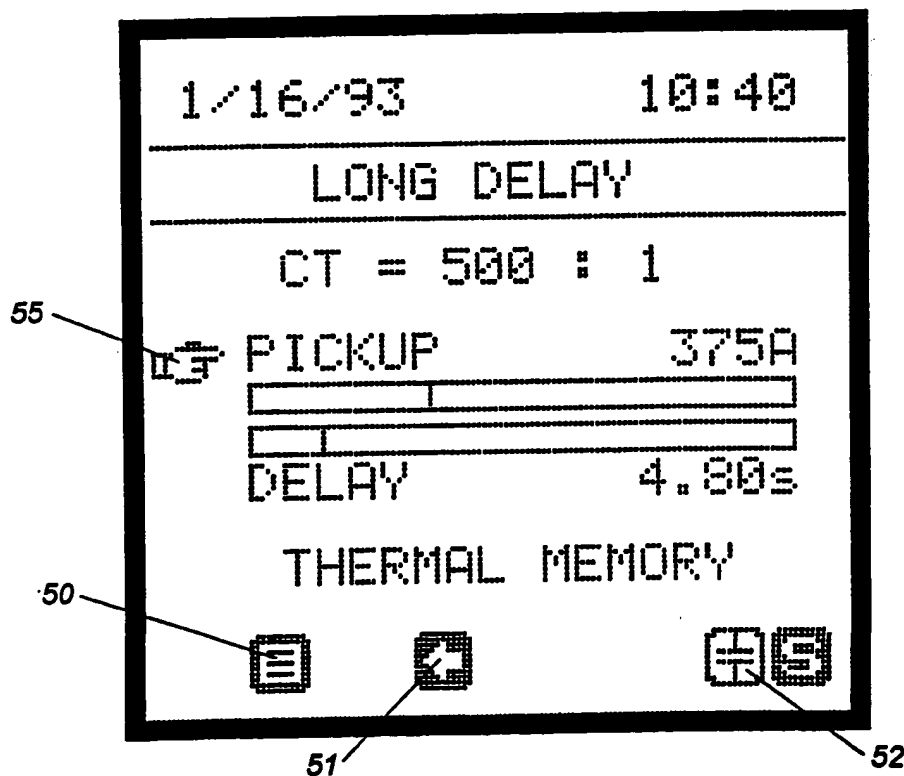 1/16/93 10:40
LONG DELAY
CT = 500 : 1
55
PICKUP 375A
DELAY 4.80s
THERMAL MEMORY
50
51
52